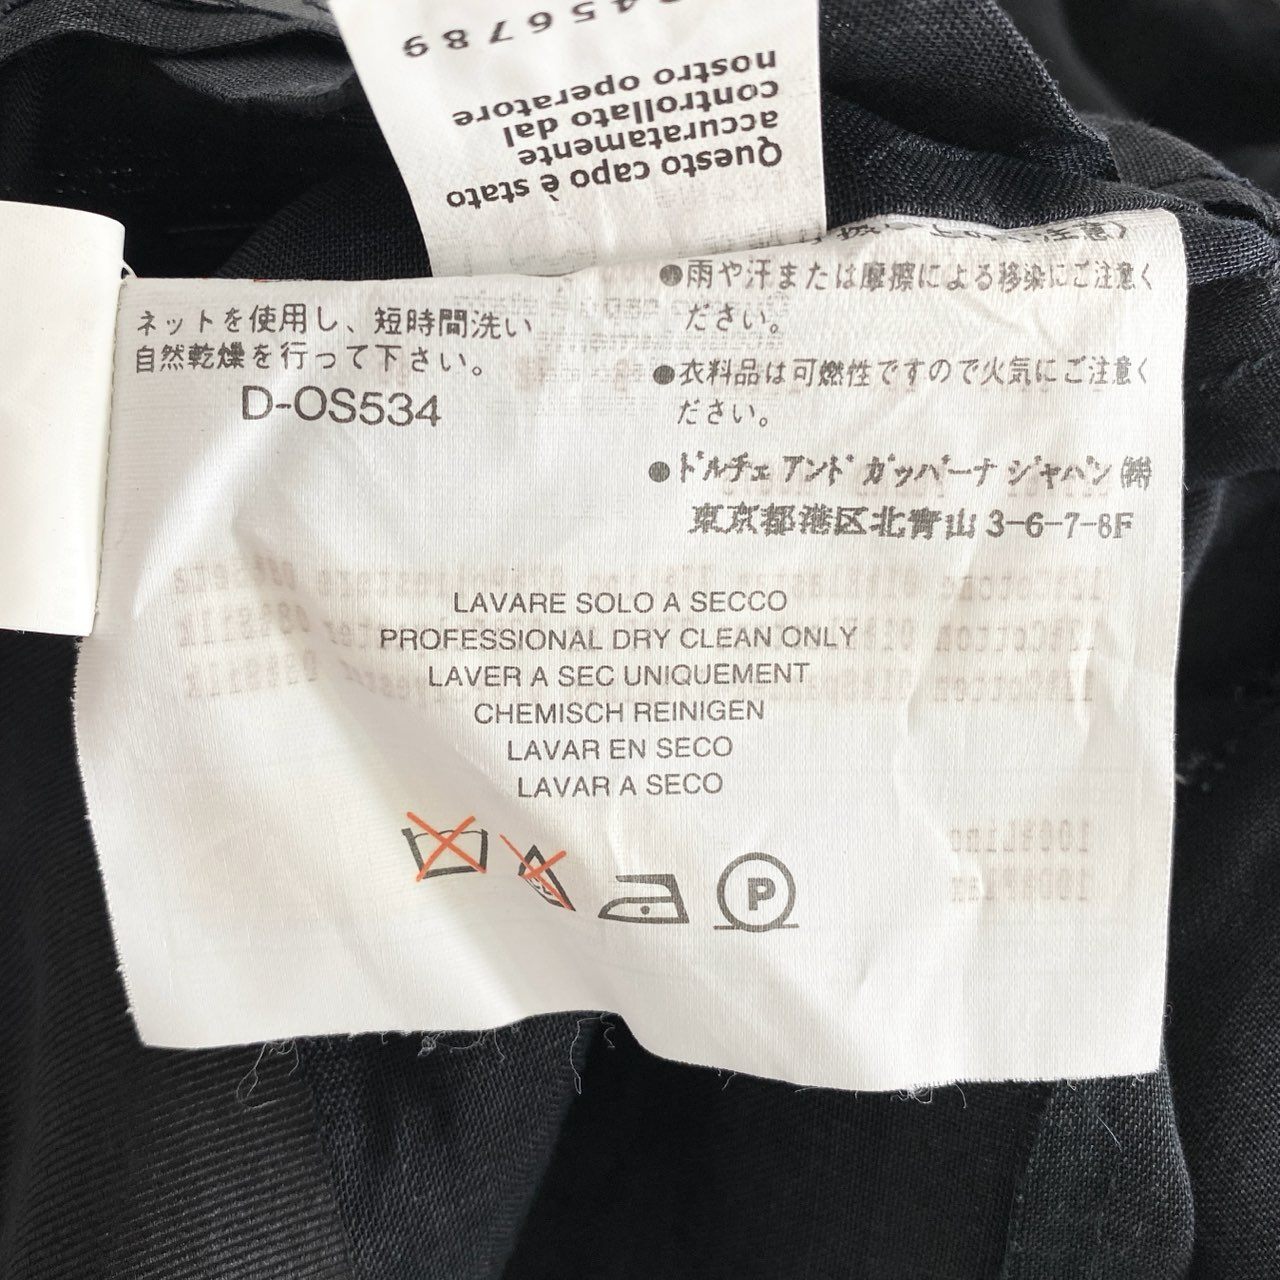 456789
Questo capo è stato
accuratamente
controllato dal
nostro operatore
ネットを使用し、短時間洗い
自然乾燥を行って下さい。
D-OS534
●雨や汗または摩擦による移染にご注意く
ださい。
●衣料品は可燃性ですので火気にご注意く
ださい。
●ドルチェ アンド ガッバーナ ジャパン ㈱
東京都港区北青山 3-6-7-8F
LAVARE SOLO A SECCO
PROFESSIONAL DRY CLEAN ONLY
LAVER A SEC UNIQUEMENT
CHEMISCH REINIGEN
LAVAR EN SECO
LAVAR A SECO
P